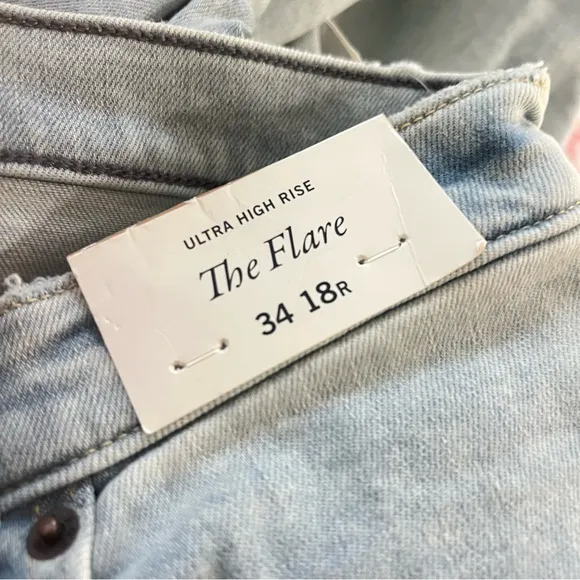 ULTRA HIGH RISE
The Flare
34 18R